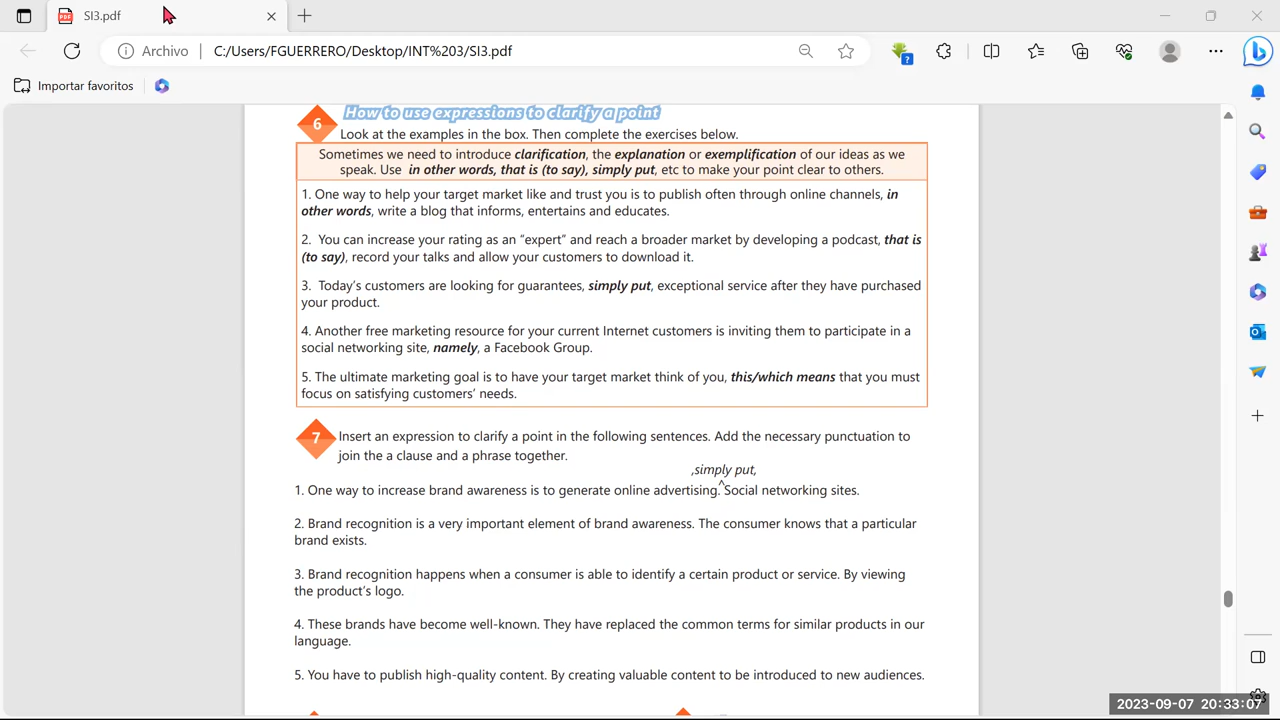 SI3.pdf
Archivo
C:/Users/FGUERRERO/Desktop/INT%203/SI3.pdf
Importar favoritos
6
How to use expressions to clarify a point
Look at the examples in the box. Then complete the exercises below.
Sometimes we need to introduce clarification, the explanation or exemplification of our ideas as we
speak. Use in other words, that is (to say), simply put, etc to make your point clear to others.
1. One way to help your target market like and trust you is to publish often through online channels, in
other words, write a blog that informs, entertains and educates.
2. You can increase your rating as an “expert” and reach a broader market by developing a podcast, that is
(to say), record your talks and allow your customers to download it.
3. Today’s customers are looking for guarantees, simply put, exceptional service after they have purchased
your product.
4. Another free marketing resource for your current Internet customers is inviting them to participate in a
social networking site, namely, a Facebook Group.
5. The ultimate marketing goal is to have your target market think of you, this/which means that you must
focus on satisfying customers’ needs.
7
Insert an expression to clarify a point in the following sentences. Add the necessary punctuation to
join the a clause and a phrase together.
,simply put,
1. One way to increase brand awareness is to generate online advertising.^Social networking sites.
2. Brand recognition is a very important element of brand awareness. The consumer knows that a particular
brand exists.
3. Brand recognition happens when a consumer is able to identify a certain product or service. By viewing
the product’s logo.
4. These brands have become well-known. They have replaced the common terms for similar products in our
language.
5. You have to publish high-quality content. By creating valuable content to be introduced to new audiences.
2023-09-07 20:33:07